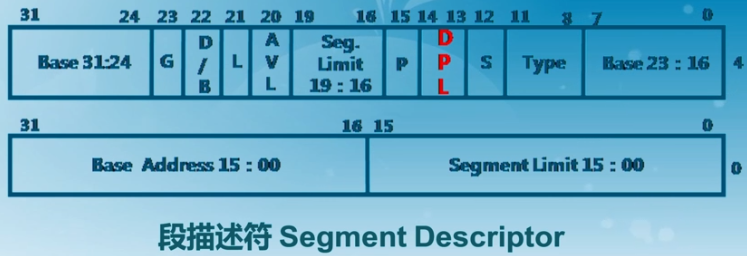 31 24 23 22 21 20 19 16 15 14 13 12 11 8 7 0
Base 31:24 G D/B L AVL Seg. Limit 19 : 16 P DPL S Type Base 23 : 16 4
31 16 15 0
Base Address 15 : 00 Segment Limit 15 : 00 0
段描述符 Segment Descriptor